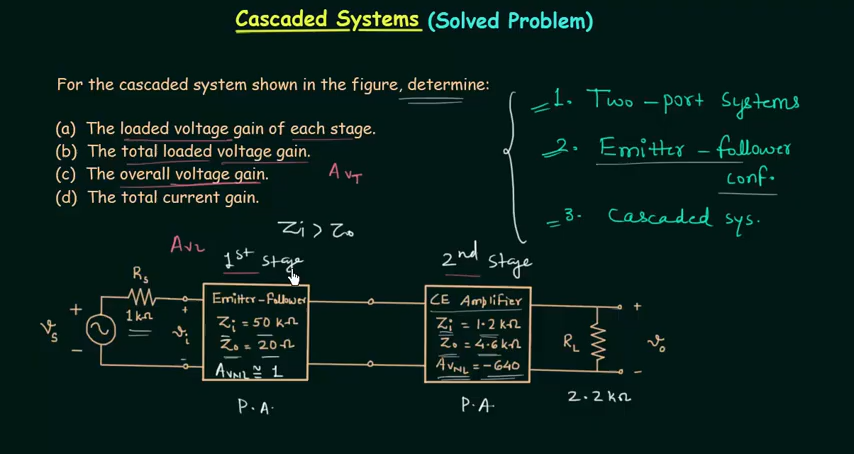 Cascaded Systems (Solved Problem)
For the cascaded system shown in the figure, determine:
(a) The loaded voltage gain of each stage.
(b) The total loaded voltage gain.
(c) The overall voltage gain.
(d) The total current gain.
AvT
1. Two-port systems
2. Emitter-follower
conf.
3. Cascaded sys.
Zi > Zo
AvL
1st stage
2nd stage
Rs
1kΩ
+
vs
-
+
vi
-
Emitter-Follower
Zi = 50 kΩ
Zo = 20 Ω
AVNL ≅ 1
P.A.
CE Amplifier
Zi = 1.2 kΩ
Zo = 4.6 kΩ
AVNL = -640
P.A.
RL
2.2kΩ
+
vo
-